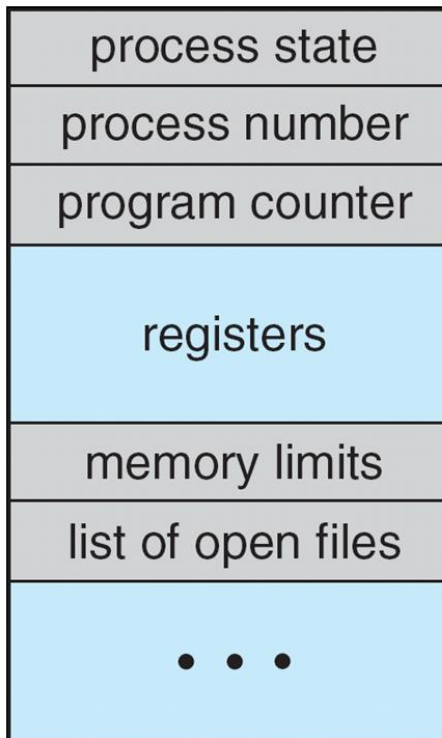 process state
process number
program counter
registers
memory limits
list of open files
• • •